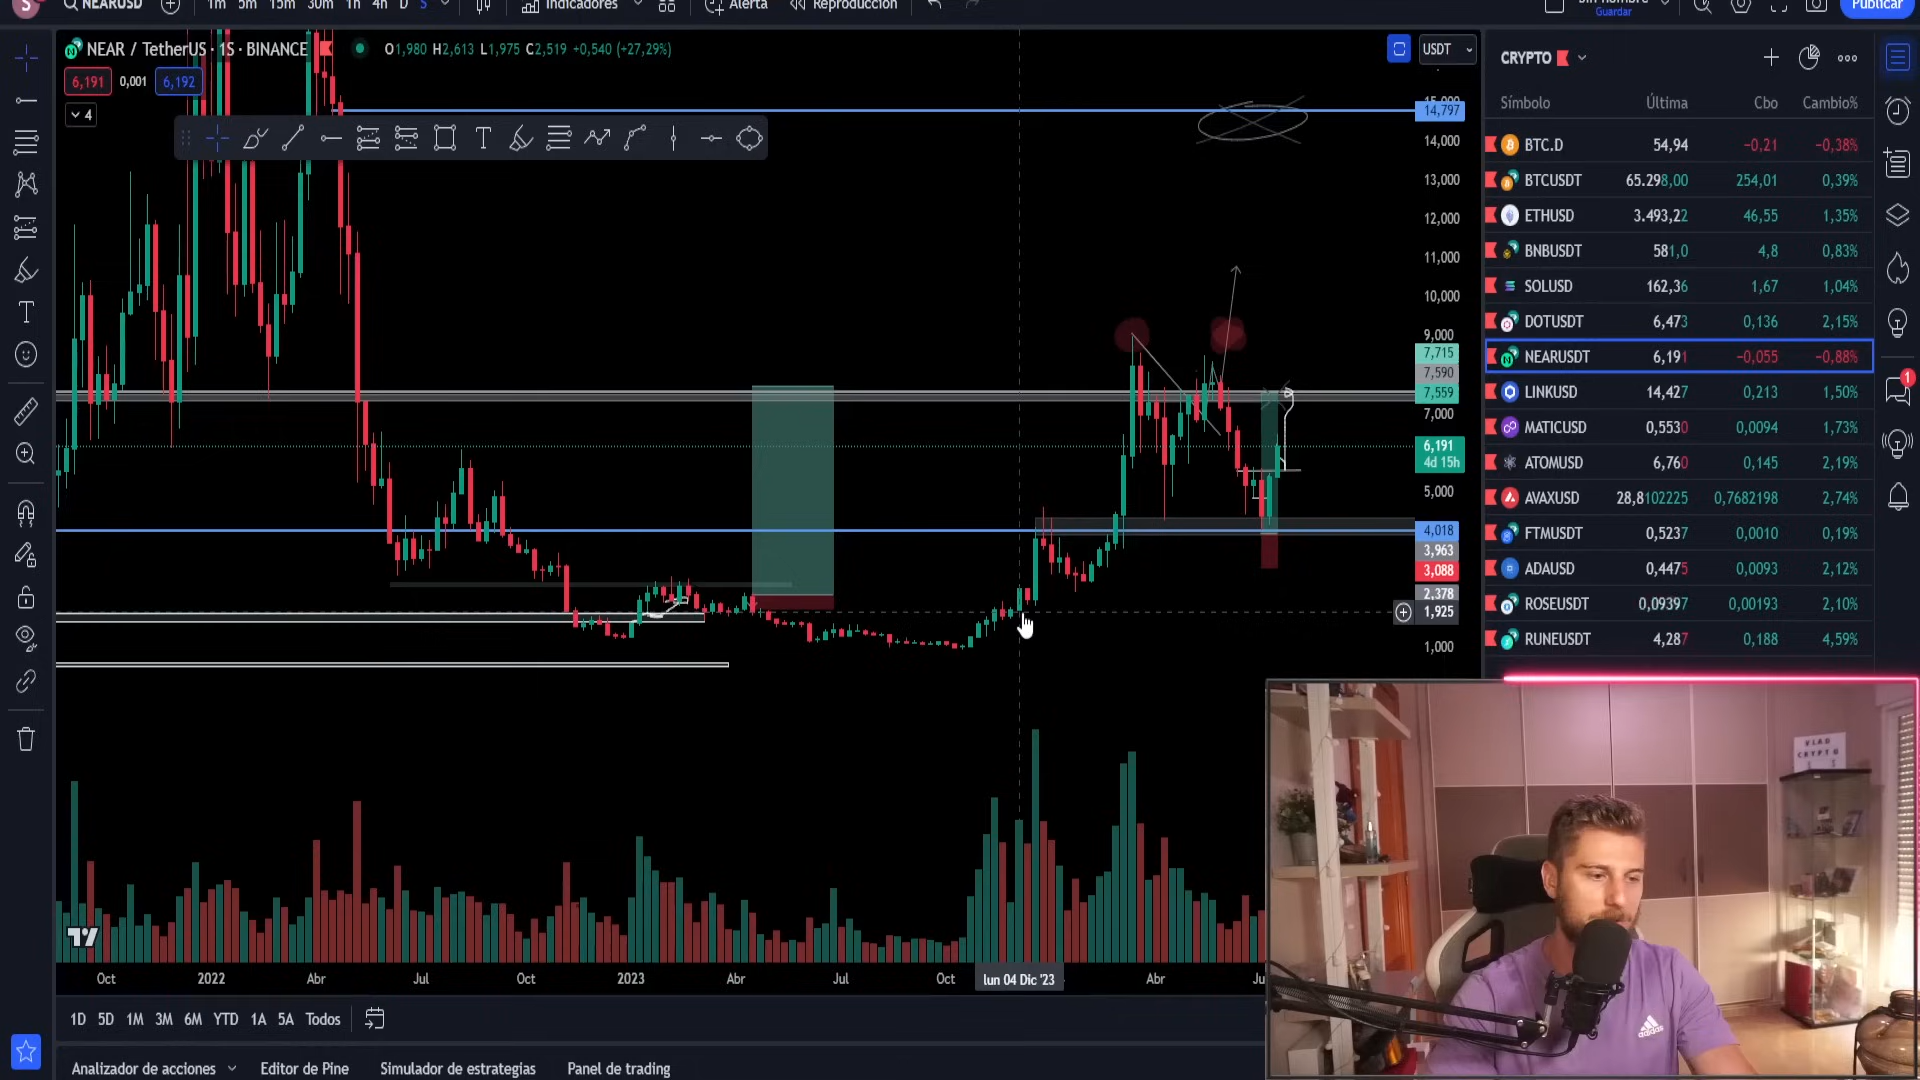 NEARUSD
1m 5m 15m 30m 1h 4h D S
Indicadores
Alerta
Reproducción
Sin nombre
Guardar
Publicar
NEAR / TetherUS · 1S · BINANCE
O1,980 H2,613 L1,975 C2,519 +0,540 (+27,29%)
6,191 0,001 6,192
4
USDT
15,000
14,797
14,000
13,000
12,000
11,000
10,000
9,000
7,715
7,590
7,559
7,000
6,191
4d 15h
5,000
4,018
3,963
3,088
2,378
1,925
1,000
Oct 2022 Abr Jul Oct 2023 Abr Jul Oct lun 04 Dic '23 Abr
1D 5D 1M 3M 6M YTD 1A 5A Todos
Analizador de acciones Editor de Pine Simulador de estrategias Panel de trading
CRYPTO
Símbolo Última Cbo Cambio%
BTC.D 54,94 −0,21 −0,38%
BTCUSDT 65.298,00 254,01 0,39%
ETHUSD 3.493,22 46,55 1,35%
BNBUSDT 581,0 4,8 0,83%
SOLUSD 162,36 1,67 1,04%
DOTUSDT 6,473 0,136 2,15%
NEARUSDT 6,191 −0,055 −0,88%
LINKUSD 14,427 0,213 1,50%
MATICUSD 0,5530 0,0094 1,73%
ATOMUSD 6,760 0,145 2,19%
AVAXUSD 28,8102225 0,7682198 2,74%
FTMUSDT 0,5237 0,0010 0,19%
ADAUSD 0,4475 0,0093 2,12%
ROSEUSDT 0,09397 0,00193 2,10%
RUNEUSDT 4,287 0,188 4,59%
1
VLAD
CRYPTO
adidas